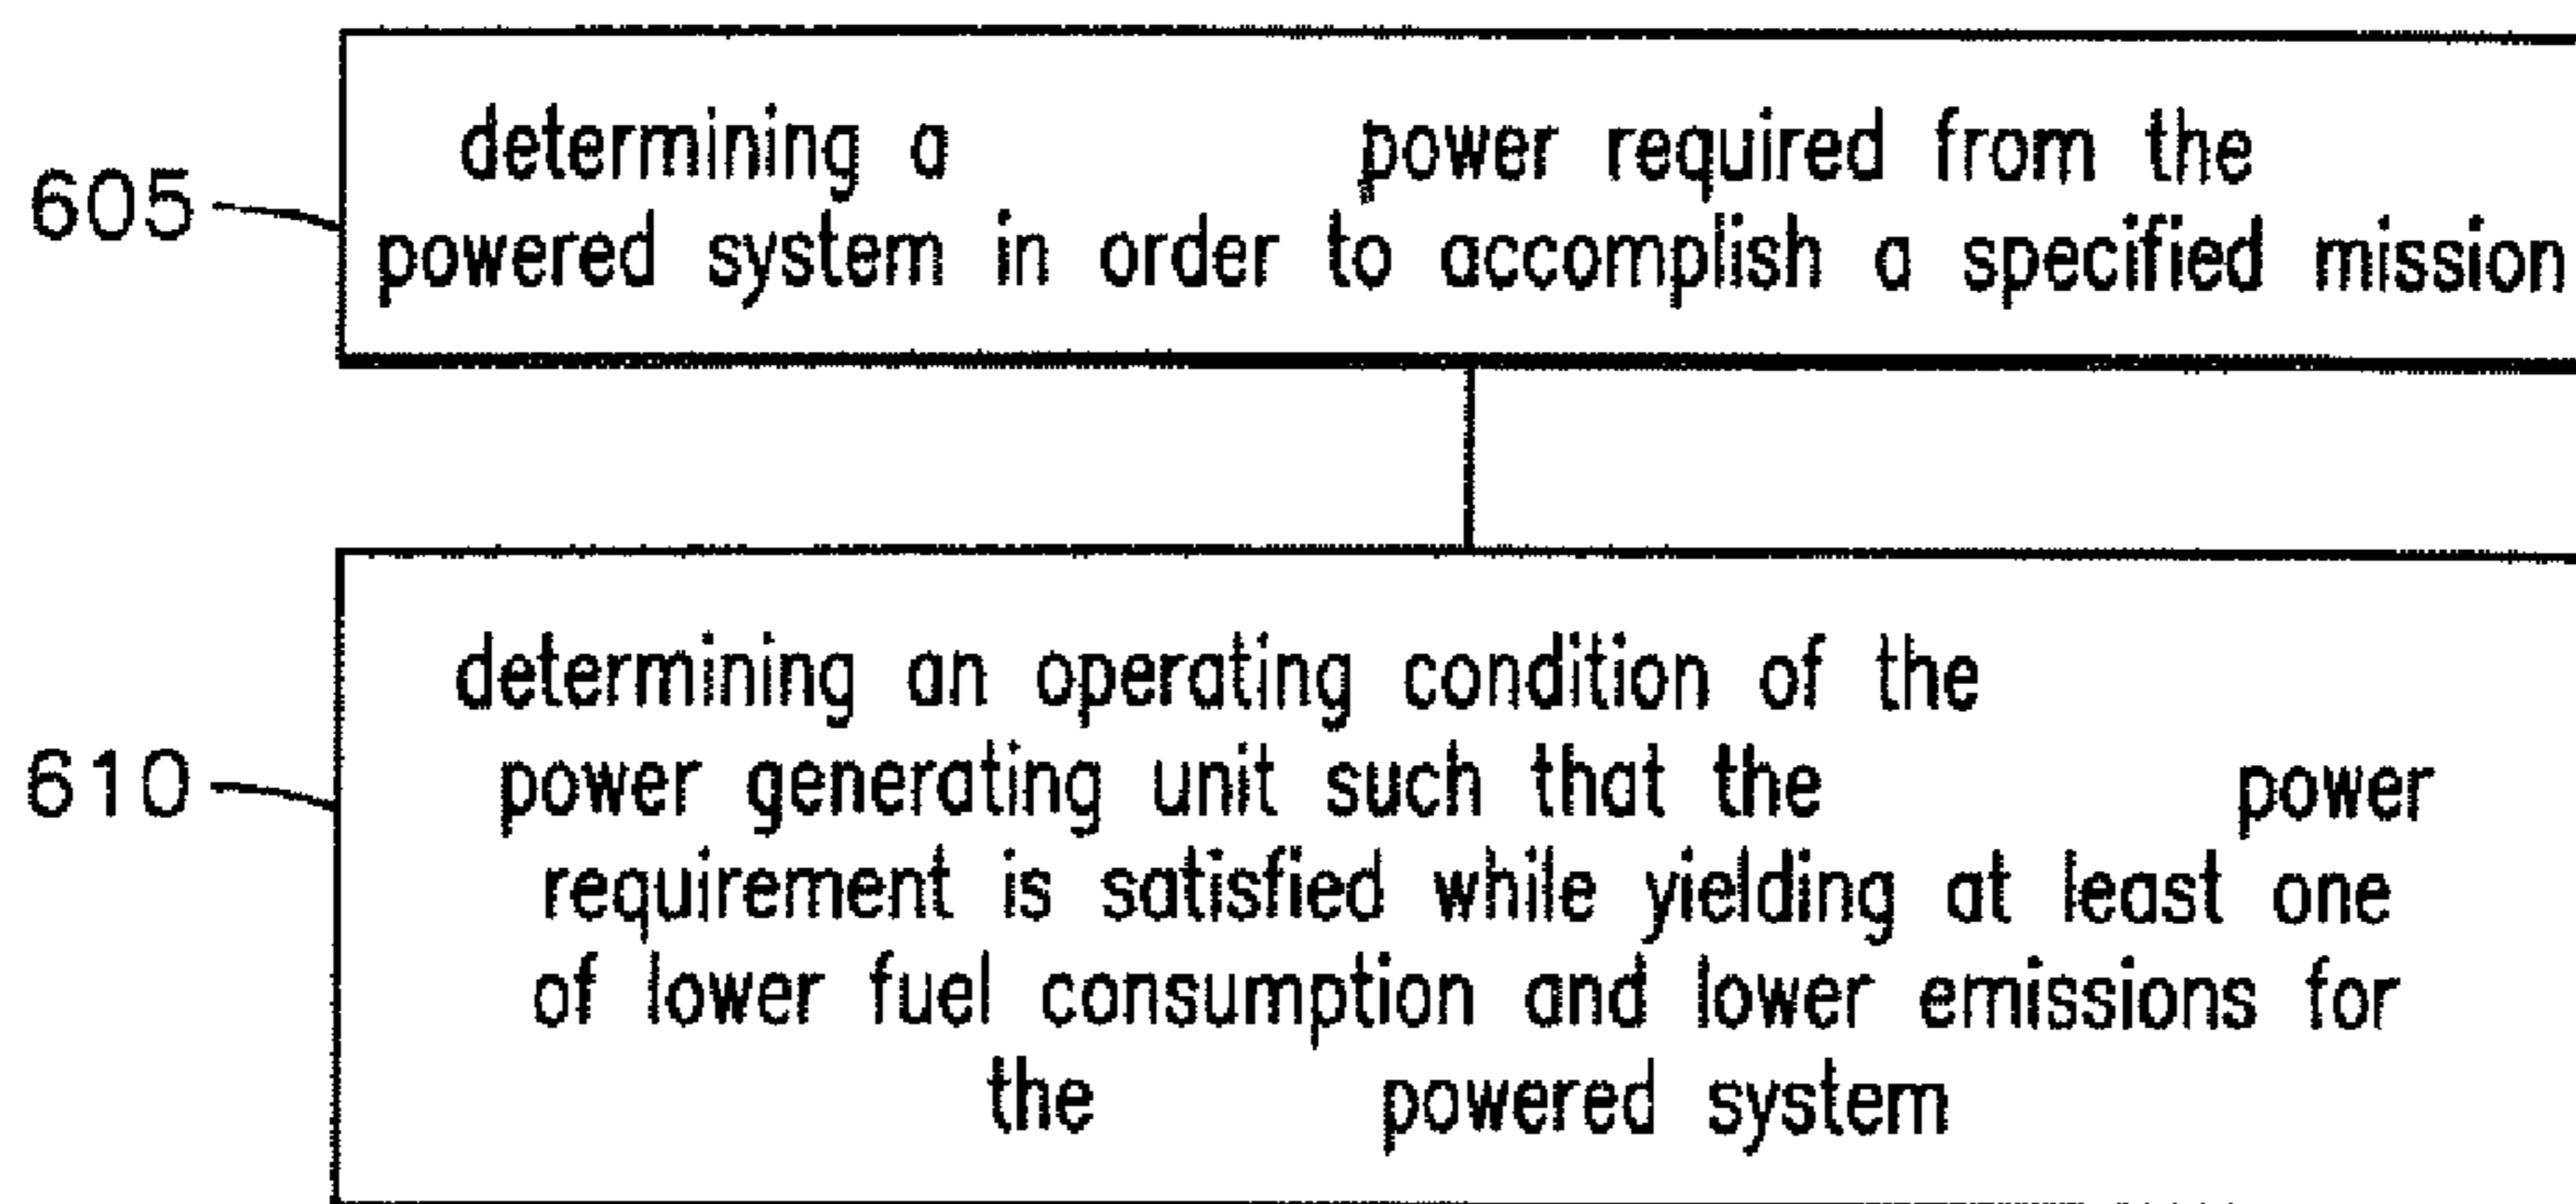 determining a power required from the
605
powered system in order to accomplish a specified mission
determining an operating condition of the
610
power generating unit such that the power
requirement is satisfied while yielding at least one
of lower fuel consumption and lower emissions for
the powered system